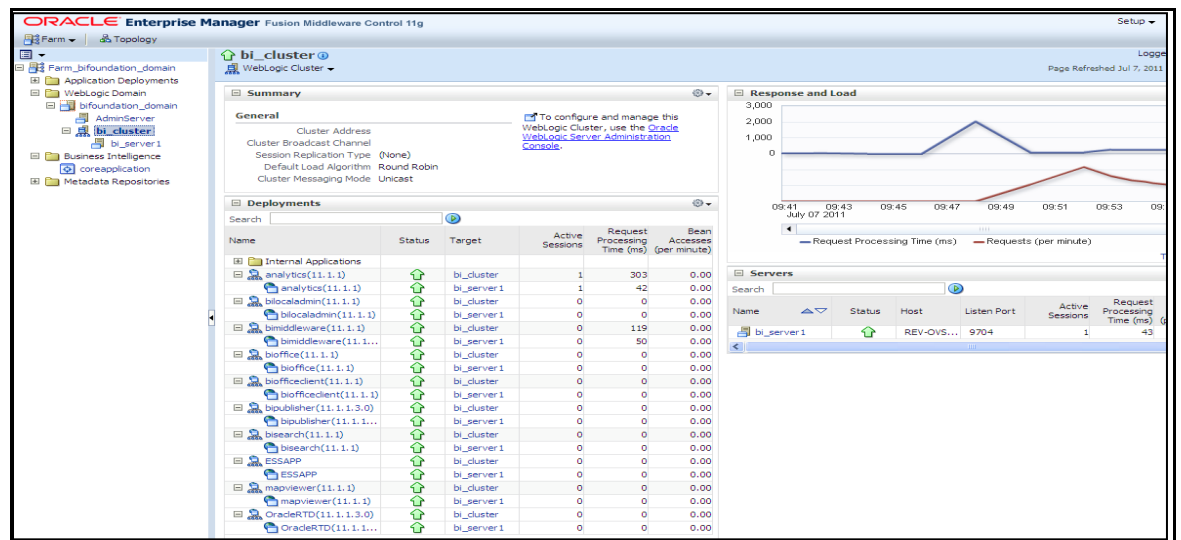 ORACLE Enterprise Manager Fusion Middleware Control 11g
Setup
Farm Topology
Farm_bifoundation_domain
Application Deployments
WebLogic Domain
bifoundation_domain
AdminServer
bi_cluster
bi_server1
Business Intelligence
coreapplication
Metadata Repositories
bi_cluster
Logge
WebLogic Cluster
Page Refreshed Jul 7, 2011
Summary
General
Cluster Address
Cluster Broadcast Channel
Session Replication Type (None)
Default Load Algorithm Round Robin
Cluster Messaging Mode Unicast
To configure and manage this
WebLogic Cluster, use the Oracle
WebLogic Server Administration
Console.
Deployments
Search
Name Status Target Active Sessions Request Processing Time (ms) Bean Accesses (per minute)
Internal Applications
analytics(11.1.1) bi_cluster 1 303 0.00
analytics(11.1.1) bi_server1 1 42 0.00
bilocaladmin(11.1.1) bi_cluster 0 0 0.00
bilocaladmin(11.1.1) bi_server1 0 0 0.00
bimiddleware(11.1.1) bi_cluster 0 119 0.00
bimiddleware(11.1... bi_server1 0 50 0.00
bioffice(11.1.1) bi_cluster 0 0 0.00
bioffice(11.1.1) bi_server1 0 0 0.00
biofficeclient(11.1.1) bi_cluster 0 0 0.00
biofficeclient(11.1.1) bi_server1 0 0 0.00
bipublisher(11.1.1.3.0) bi_cluster 0 0 0.00
bipublisher(11.1.1... bi_server1 0 0 0.00
bisearch(11.1.1) bi_cluster 0 0 0.00
bisearch(11.1.1) bi_server1 0 0 0.00
ESSAPP bi_cluster 0 0 0.00
ESSAPP bi_server1 0 0 0.00
mapviewer(11.1.1) bi_cluster 0 0 0.00
mapviewer(11.1.1) bi_server1 0 0 0.00
OracleRTD(11.1.1.3.0) bi_cluster 0 0 0.00
OracleRTD(11.1.1... bi_server1 0 0 0.00
Response and Load
3,000
2,000
1,000
0
09:41 09:43 09:45 09:47 09:49 09:51 09:53 09:
July 07 2011
Request Processing Time (ms) Requests (per minute)
T
Servers
Search
Name Status Host Listen Port Active Sessions Request Processing Time (ms) (p
bi_server1 REV-OVS... 9704 1 43